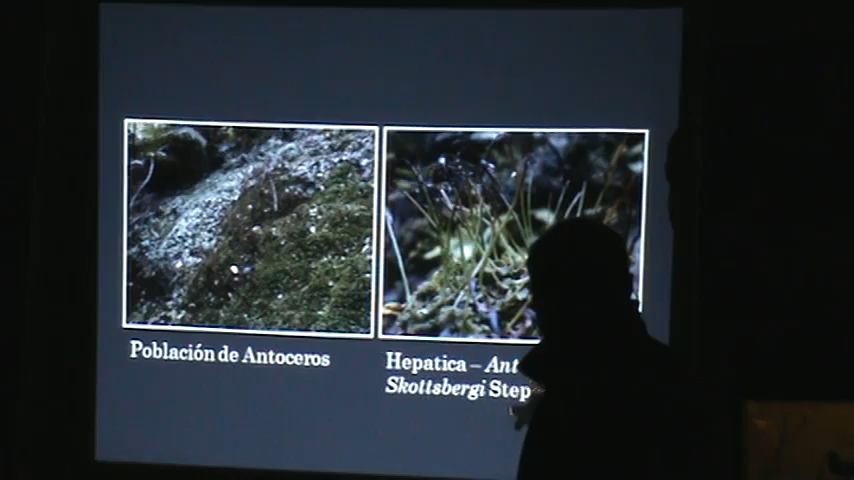 Población de Antoceros
Hepatica – Ant
Skottsbergi Step